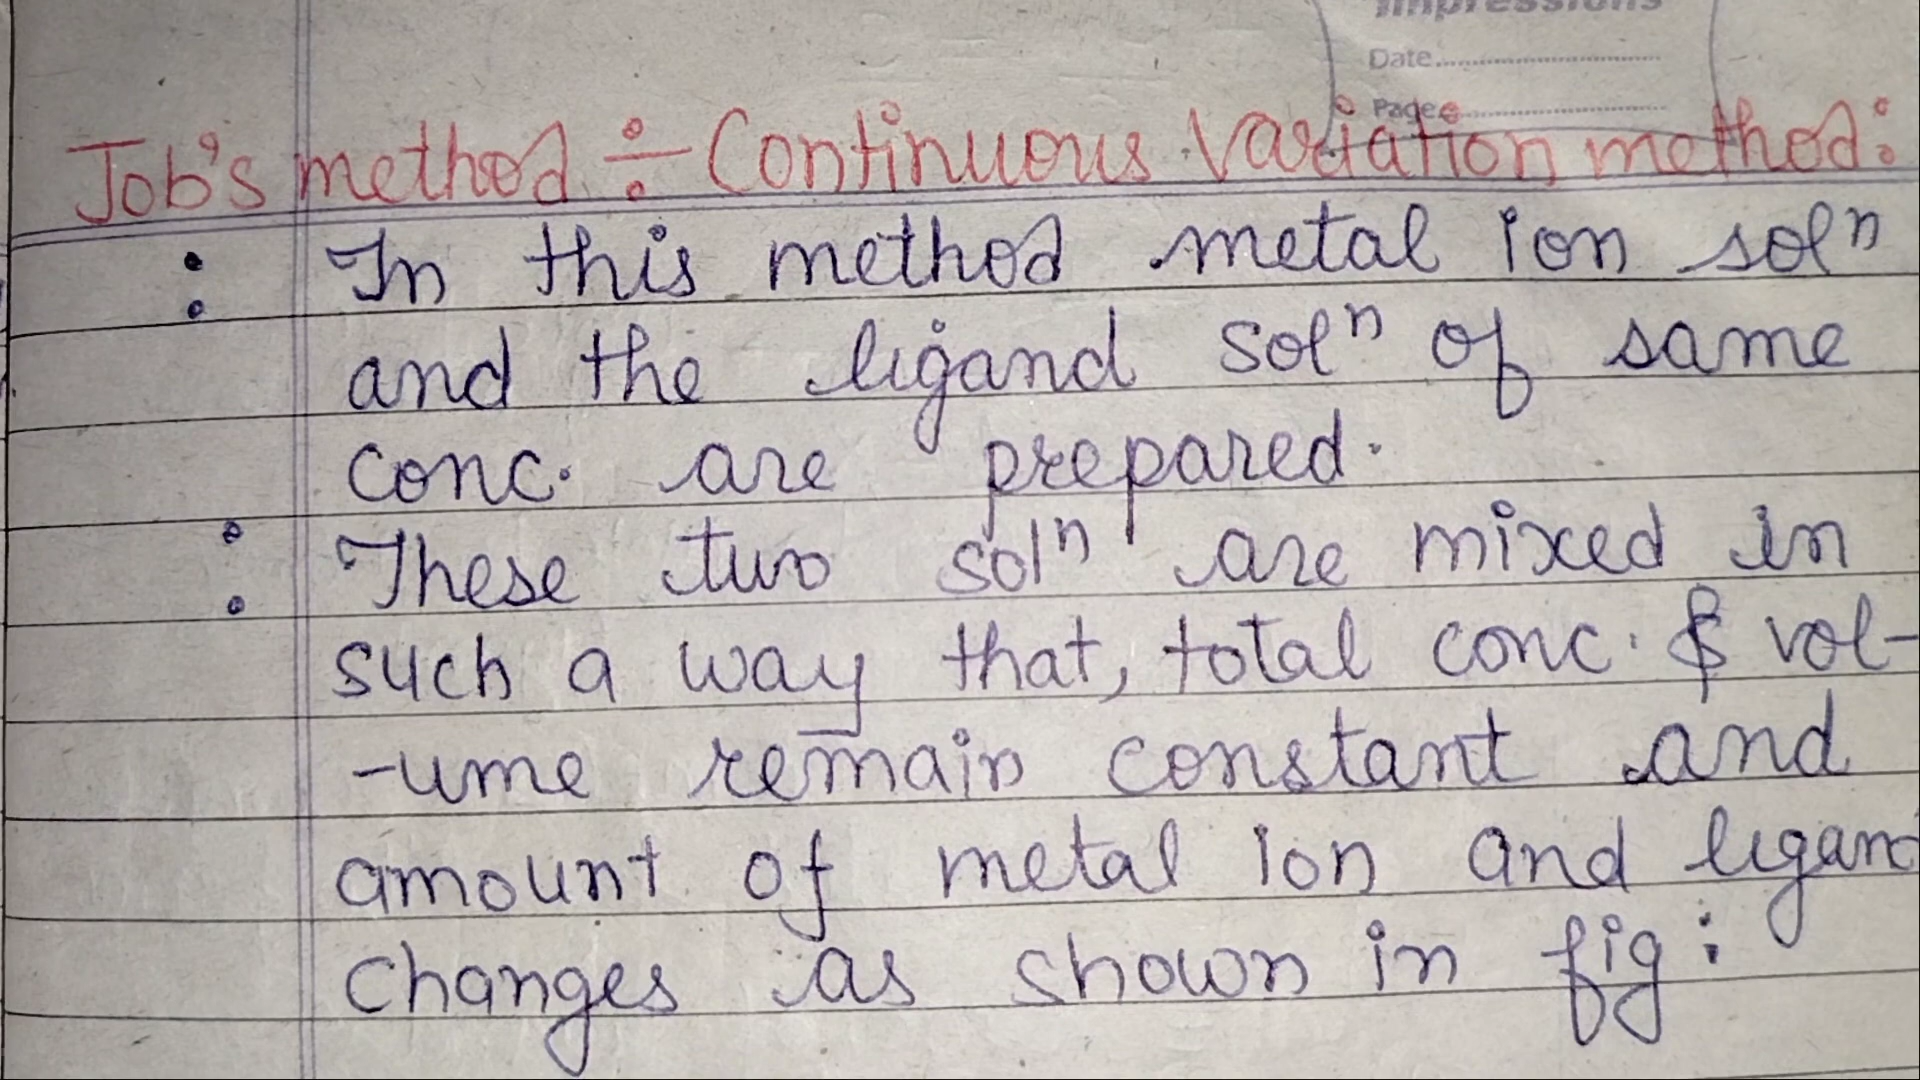 Impressions
Date
Page
Job's method ÷ Continuous Variation method:
: In this method metal ion solⁿ
and the ligand solⁿ of same
conc. are prepared.
: These two solⁿ are mixed in
such a way that, total conc. & vol-
-ume remain constant and
amount of metal ion and ligand
changes as shown in fig: